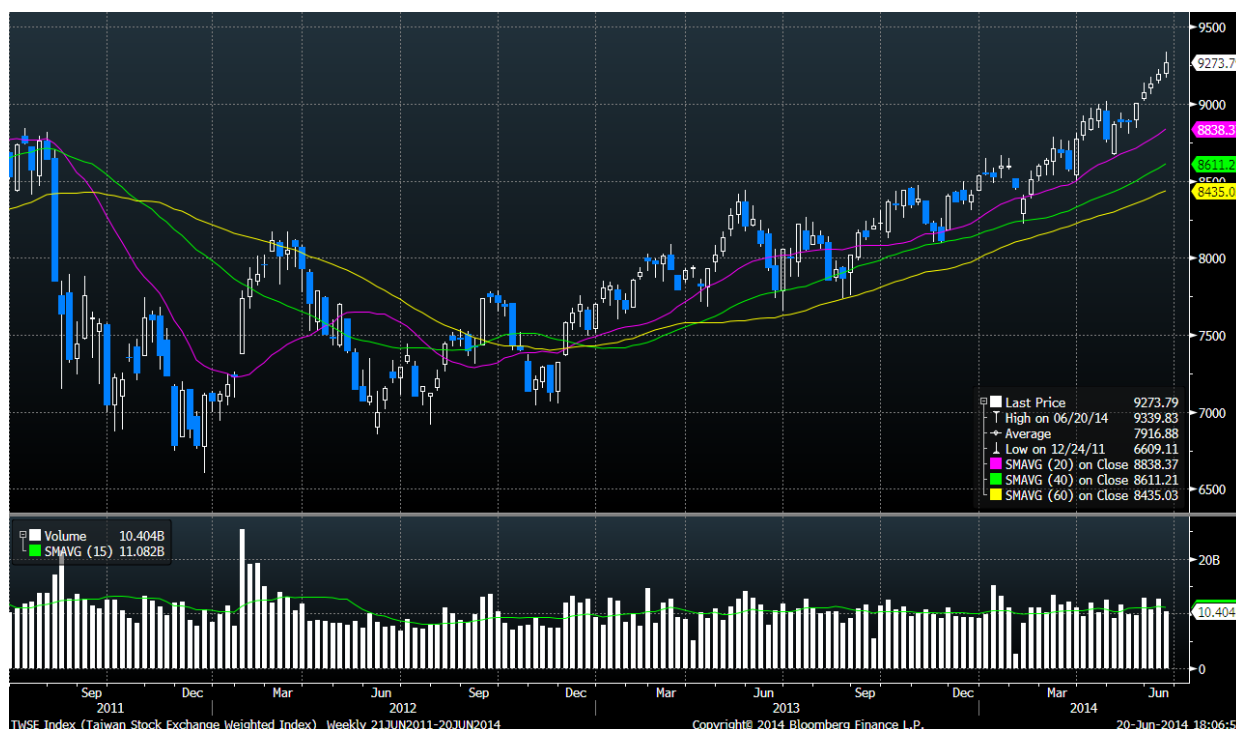 9500
9273.79
9000
8838.37
8611.21
8500
8435.03
8000
7500
7000
6500
Last Price 9273.79
High on 06/20/14 9339.83
Average 7916.88
Low on 12/24/11 6609.11
SMAVG (20) on Close 8838.37
SMAVG (40) on Close 8611.21
SMAVG (60) on Close 8435.03
Volume 10.404B
SMAVG (15) 11.082B
20B
10.404
0
Sep Dec Mar Jun Sep Dec Mar Jun Sep Dec Mar Jun
2011 2012 2013 2014
TWSE Index (Taiwan Stock Exchange Weighted Index) Weekly 21JUN2011-20JUN2014 Copyright© 2014 Bloomberg Finance L.P. 20-Jun-2014 18:06:5